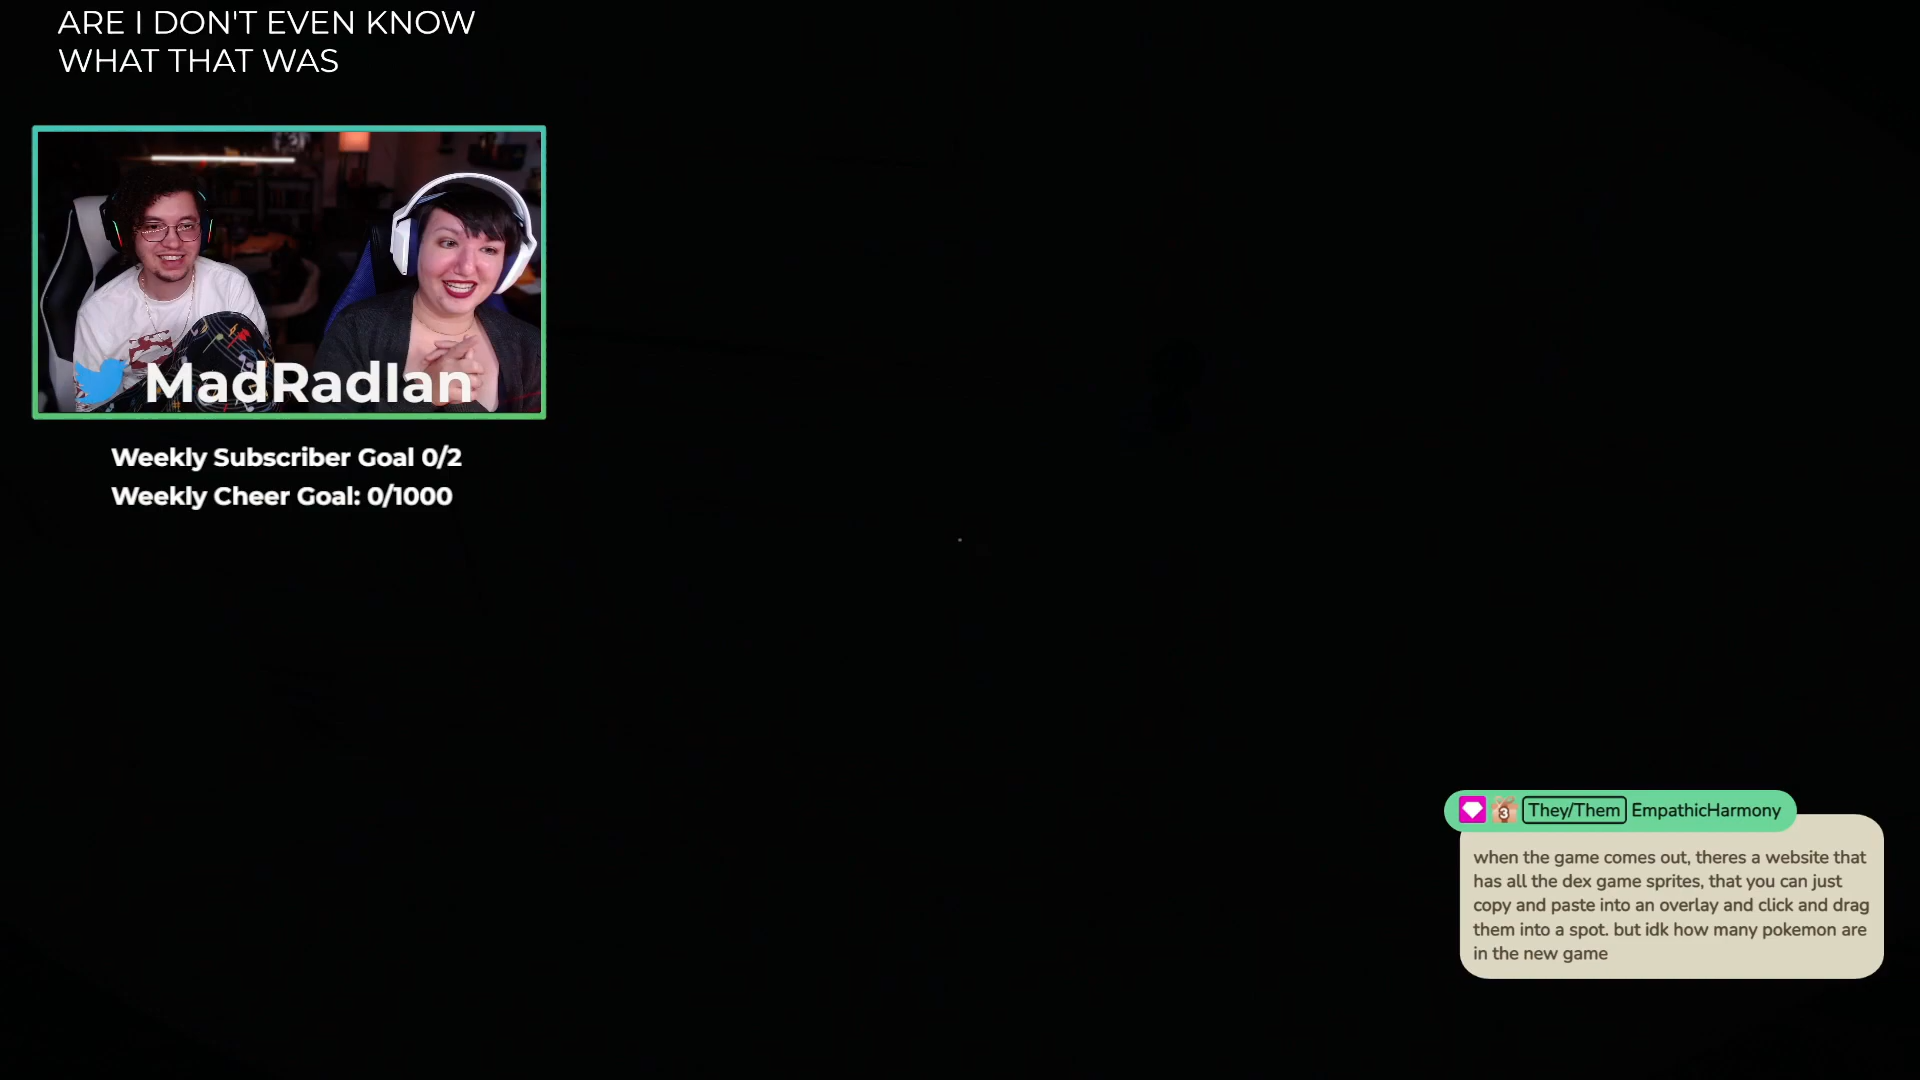 ARE I DON'T EVEN KNOW
WHAT THAT WAS
MadRadIan
Weekly Subscriber Goal 0/2
Weekly Cheer Goal: 0/1000
3 They/Them EmpathicHarmony
when the game comes out, theres a website that
has all the dex game sprites, that you can just
copy and paste into an overlay and click and drag
them into a spot. but idk how many pokemon are
in the new game